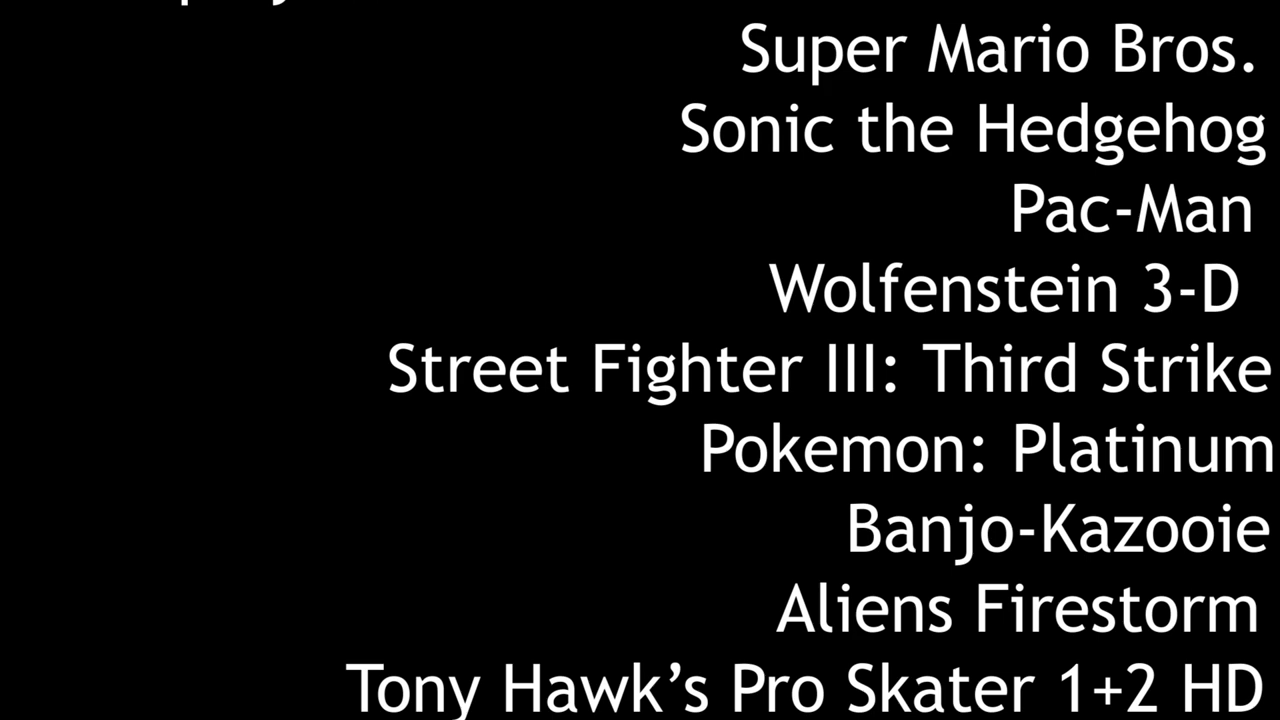 Super Mario Bros.
Sonic the Hedgehog
Pac-Man
Wolfenstein 3-D
Street Fighter III: Third Strike
Pokemon: Platinum
Banjo-Kazooie
Aliens Firestorm
Tony Hawk’s Pro Skater 1+2 HD